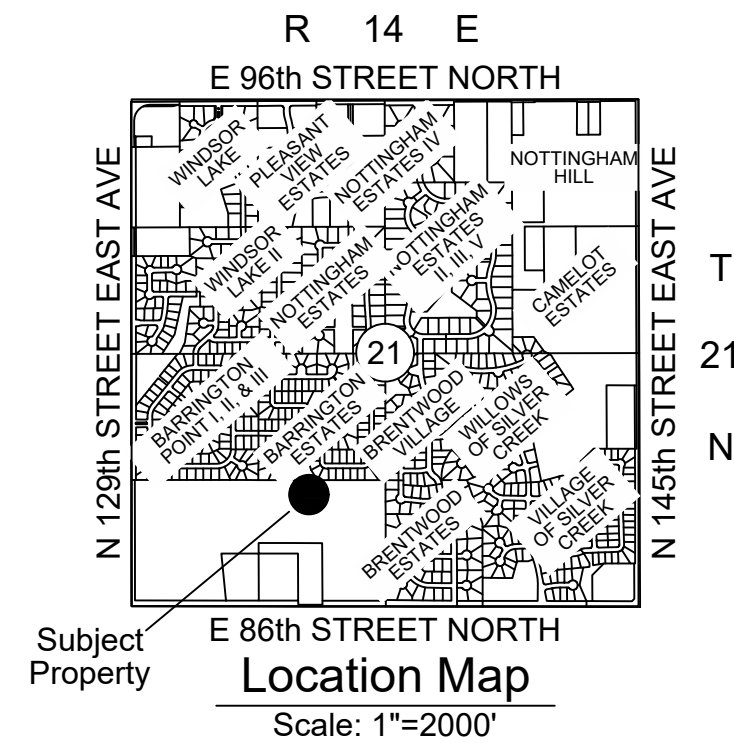 R 14 E
E 96th STREET NORTH
N 129th STREET EAST AVE
N 145th STREET EAST AVE
T
21
N
WINDSOR
LAKE
PLEASANT
VIEW
ESTATES
NOTTINGHAM
ESTATES IV
NOTTINGHAM
HILL
WINDSOR
LAKE II
NOTTINGHAM
ESTATES
NOTTINGHAM
ESTATES
II, III, V
CAMELOT
ESTATES
21
BARRINGTON
POINT I, II, & III
BARRINGTON
ESTATES
BRENTWOOD
VILLAGE
WILLOWS
OF SILVER
CREEK
BRENTWOOD
ESTATES
VILLAGE
OF SILVER
CREEK
Subject
Property
E 86th STREET NORTH
Location Map
Scale: 1"=2000'